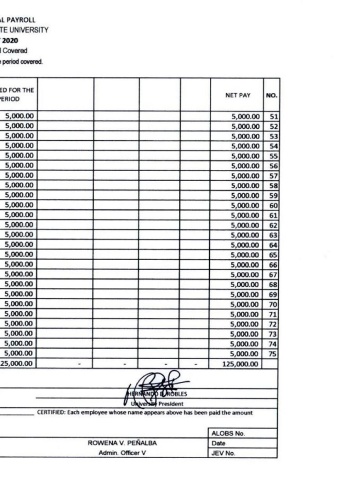 AL PAYROLL
TE UNIVERSITY
2020
Covered
period covered.
ED FOR THE PERIOD NET PAY NO.
5,000.00 5,000.00 51
5,000.00 5,000.00 52
5,000.00 5,000.00 53
5,000.00 5,000.00 54
5,000.00 5,000.00 55
5,000.00 5,000.00 56
5,000.00 5,000.00 57
5,000.00 5,000.00 58
5,000.00 5,000.00 59
5,000.00 5,000.00 60
5,000.00 5,000.00 61
5,000.00 5,000.00 62
5,000.00 5,000.00 63
5,000.00 5,000.00 64
5,000.00 5,000.00 65
5,000.00 5,000.00 66
5,000.00 5,000.00 67
5,000.00 5,000.00 68
5,000.00 5,000.00 69
5,000.00 5,000.00 70
5,000.00 5,000.00 71
5,000.00 5,000.00 72
5,000.00 5,000.00 73
5,000.00 5,000.00 74
5,000.00 5,000.00 75
25,000.00 - - - - 125,000.00
HERNANDO ROBLES
University President
CERTIFIED: Each employee whose name appears above has been paid the amount
ALOBS No.
ROWENA V. PEÑALBA Date
Admin. Officer V JEV No.